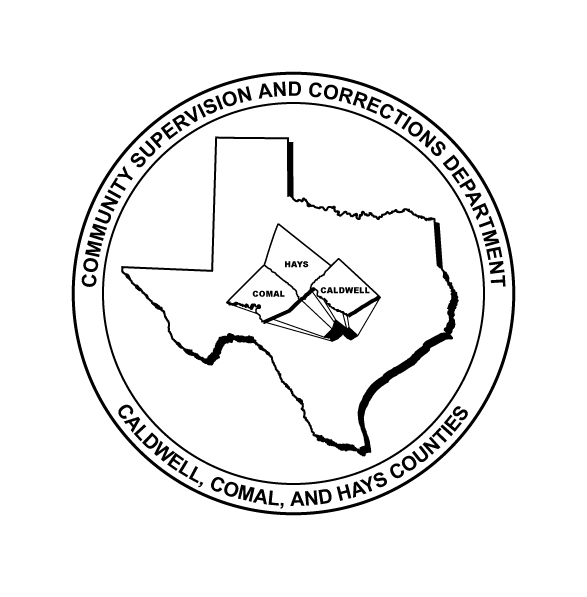 COMMUNITY SUPERVISION AND CORRECTIONS DEPARTMENT
HAYS
COMAL
CALDWELL
CALDWELL, COMAL, AND HAYS COUNTIES